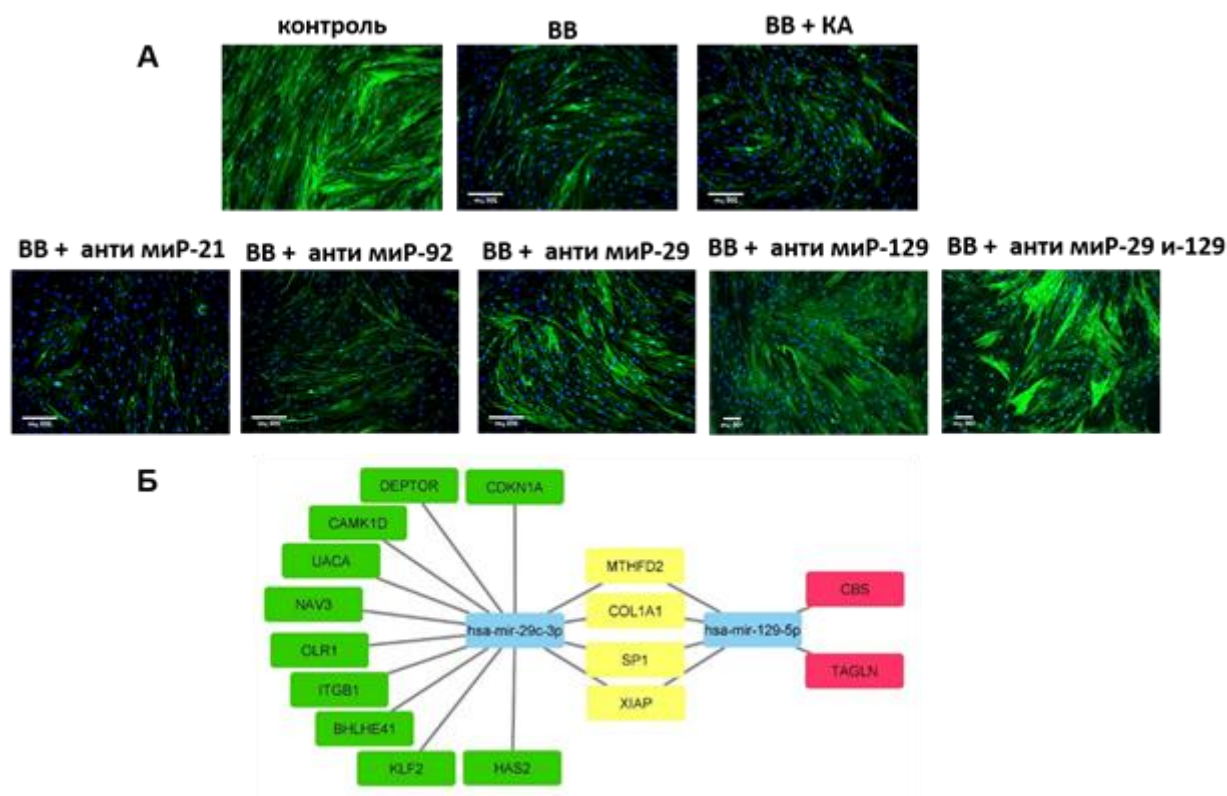 А
контроль
ВВ
ВВ + КА
ВВ + анти миР-21
ВВ + анти миР-92
ВВ + анти миР-29
ВВ + анти миР-129
ВВ + анти миР-29 и-129
Б
DEPTOR
CDKN1A
CAMK1D
UACA
NAV3
OLR1
ITGB1
BHLHE41
KLF2
HAS2
hsa-mir-29c-3p
MTHFD2
COL1A1
SP1
XIAP
hsa-mir-129-5p
CBS
TAGLN